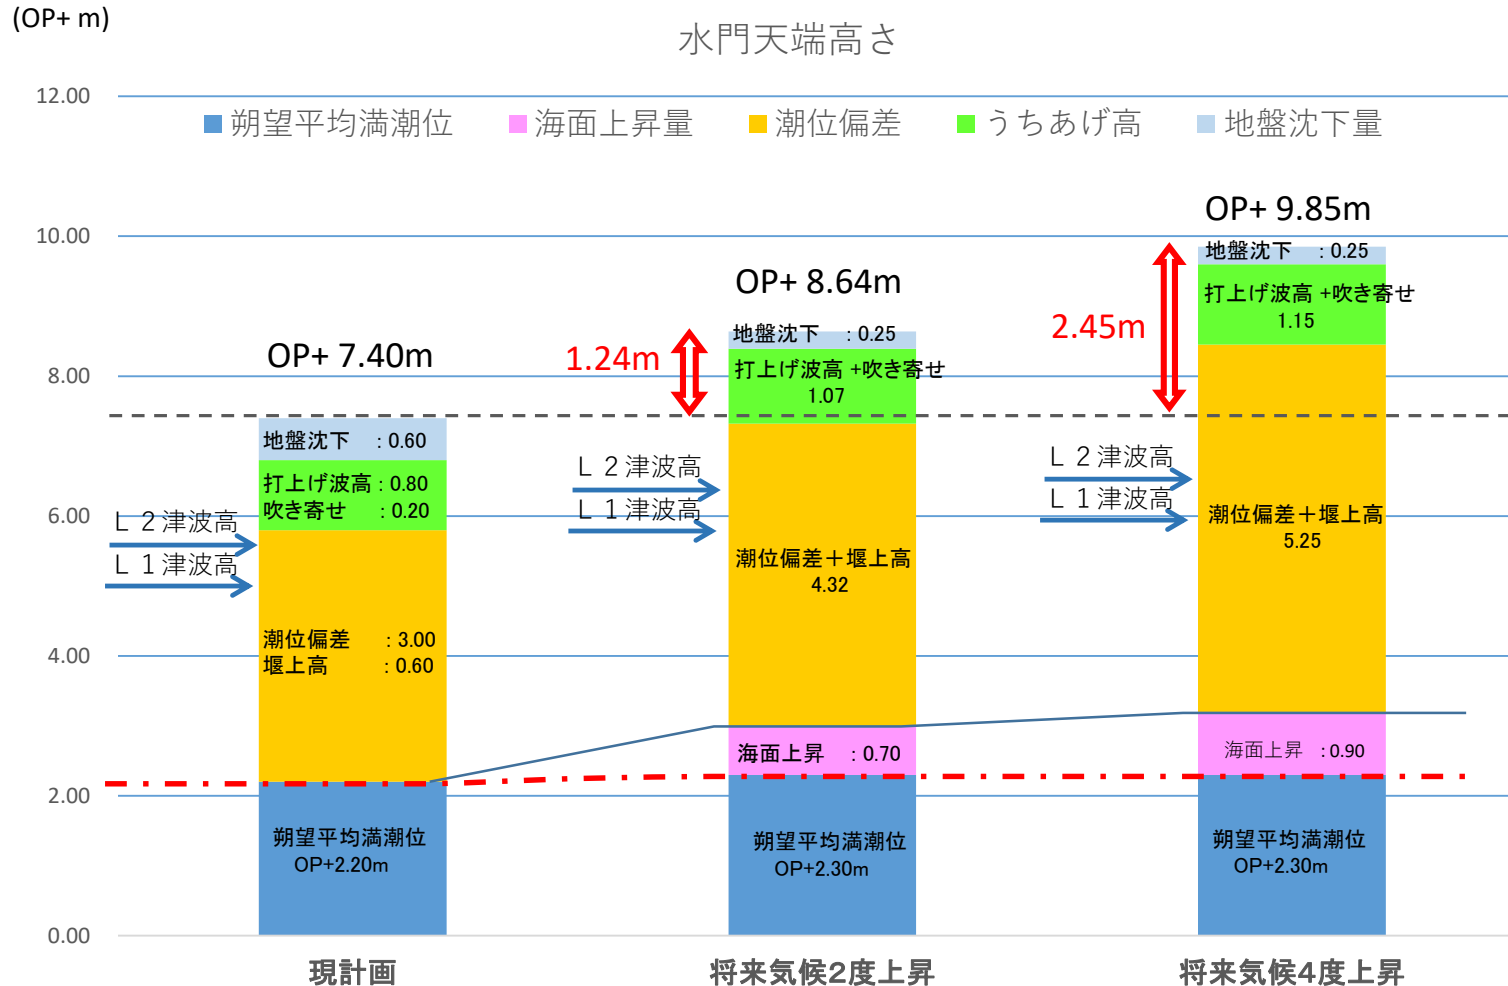 (OP+ m)
水門天端高さ
12.00
朔望平均満潮位 海面上昇量 潮位偏差 うちあげ高 地盤沈下量
10.00
8.00
6.00
4.00
2.00
0.00
OP+ 7.40m
地盤沈下 : 0.60
打上げ波高 : 0.80
吹き寄せ : 0.20
Ｌ２津波高
Ｌ１津波高
潮位偏差 : 3.00
堰上高 : 0.60
朔望平均満潮位
OP+2.20m
現計画
OP+ 8.64m
1.24m
地盤沈下 : 0.25
打上げ波高 +吹き寄せ
1.07
Ｌ２津波高
Ｌ１津波高
潮位偏差＋堰上高
4.32
海面上昇 : 0.70
朔望平均満潮位
OP+2.30m
将来気候2度上昇
OP+ 9.85m
2.45m
地盤沈下 : 0.25
打上げ波高 +吹き寄せ
1.15
Ｌ２津波高
Ｌ１津波高
潮位偏差＋堰上高
5.25
海面上昇 : 0.90
朔望平均満潮位
OP+2.30m
将来気候4度上昇